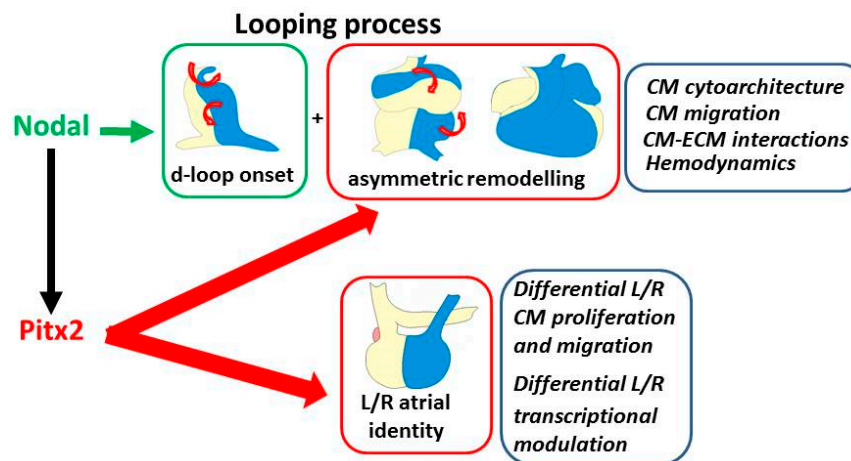 Looping process
Nodal
d-loop onset
+
asymmetric remodelling
CM cytoarchitecture
CM migration
CM-ECM interactions
Hemodynamics
Pitx2
L/R atrial
identity
Differential L/R
CM proliferation
and migration
Differential L/R
transcriptional
modulation